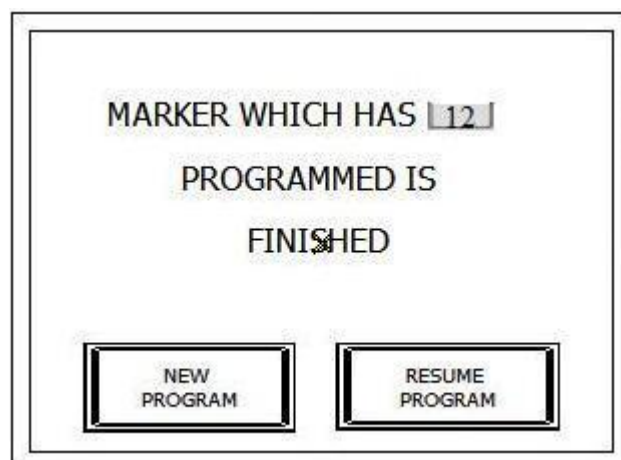 MARKER WHICH HAS 12
PROGRAMMED IS
FINISHED
NEW
PROGRAM
RESUME
PROGRAM